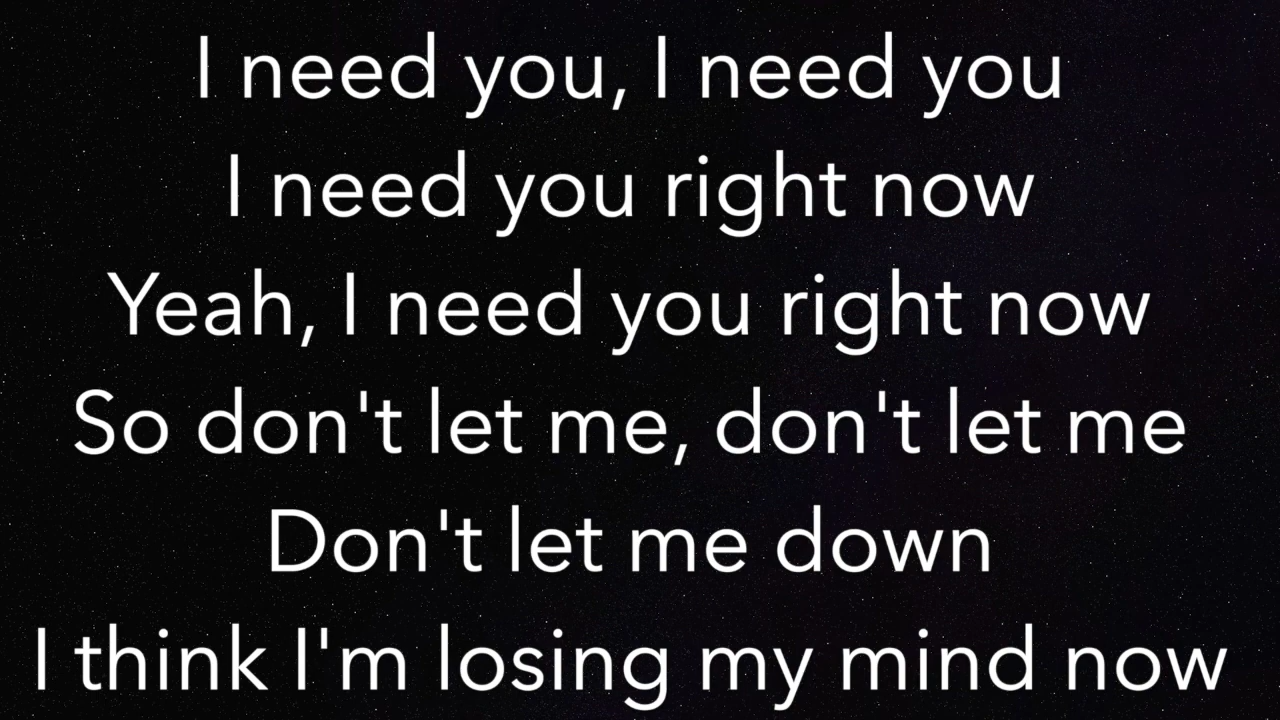 I need you, I need you
I need you right now
Yeah, I need you right now
So don't let me, don't let me
Don't let me down
I think I'm losing my mind now